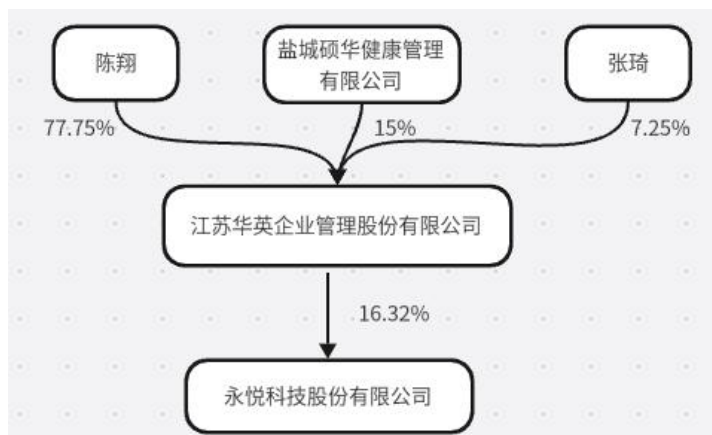 陈翔
盐城硕华健康管理
有限公司
张琦
77.75%
15%
7.25%
江苏华英企业管理股份有限公司
16.32%
永悦科技股份有限公司